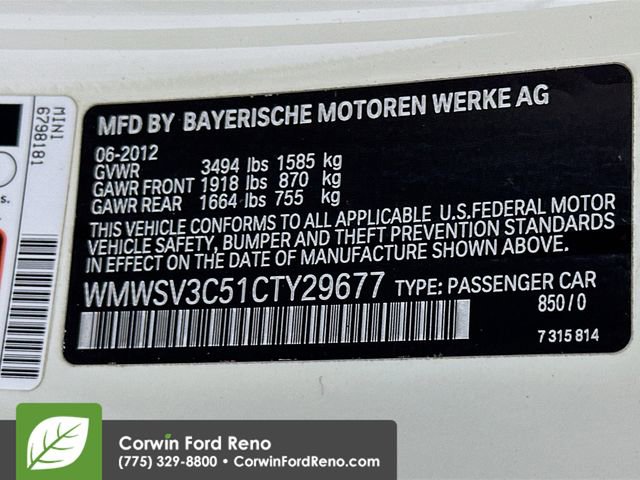 MINI
6798181
s.
MFD BY BAYERISCHE MOTOREN WERKE AG
06-2012
GVWR 3494 lbs 1585 kg
GAWR FRONT 1918 lbs 870 kg
GAWR REAR 1664 lbs 755 kg
THIS VEHICLE CONFORMS TO ALL APPLICABLE U.S.FEDERAL MOTOR
VEHICLE SAFETY, BUMPER AND THEFT PREVENTION STANDARDS
IN EFFECT ON THE DATE OF MANUFACTURE SHOWN ABOVE.
WMWSV3C51CTY29677 TYPE: PASSENGER CAR
850/0
7 315 814
Corwin Ford Reno
(775) 329-8800 • CorwinFordReno.com